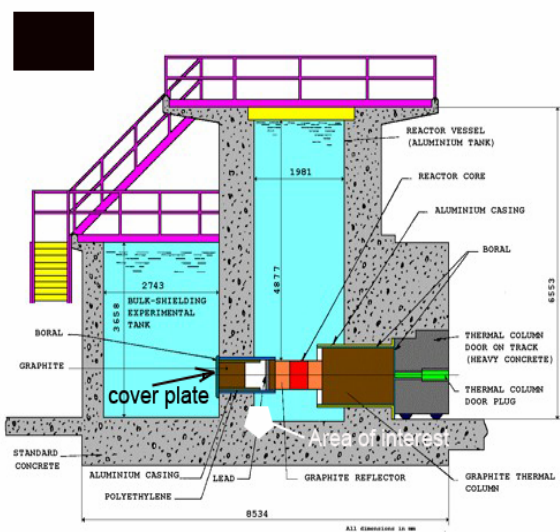 REACTOR VESSEL
(ALUMINIUM TANK)
1981
REACTOR CORE
ALUMINIUM CASING
BORAL
2743
BULK-SHIELDING
EXPERIMENTAL
TANK
3658
4877
6553
BORAL
GRAPHITE
cover plate
THERMAL COLUMN
DOOR ON TRACK
(HEAVY CONCRETE)
THERMAL COLUMN
DOOR PLUG
Area of Interest
STANDARD
CONCRETE
ALUMINIUM CASING
POLYETHYLENE
LEAD
GRAPHITE REFLECTOR
GRAPHITE THERMAL
COLUMN
8534
All dimensions in mm